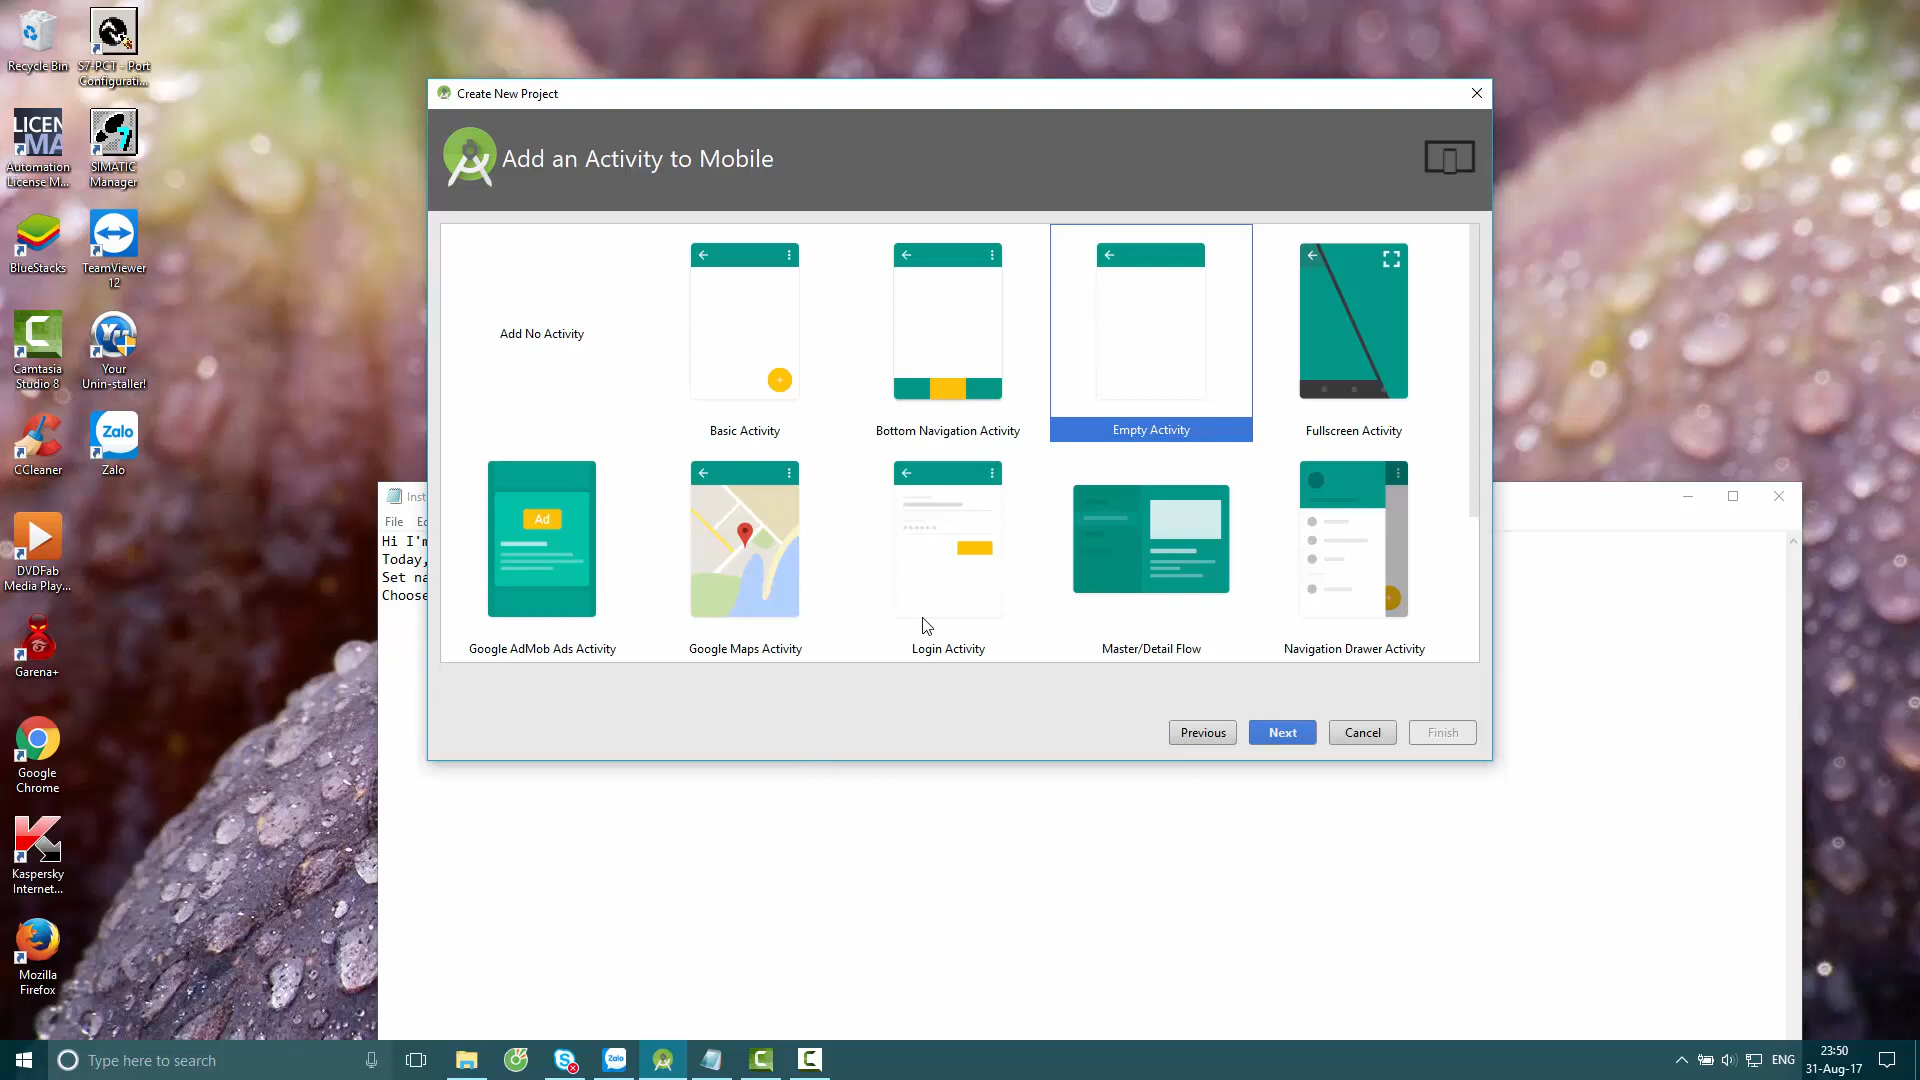 Recycle Bin
S7-PCT - Port
Configurati...
LICEN
MA
Automation
License M...
SIMATIC
Manager
BlueStacks
TeamViewer
12
Camtasia
Studio 8
Your
Unin-staller!
CCleaner
Zalo
Zalo
DVDFab
Media Play...
Garena+
Google
Chrome
Kaspersky
Internet...
Mozilla
Firefox
Create New Project
Add an Activity to Mobile
Add No Activity
Basic Activity
Bottom Navigation Activity
Empty Activity
Fullscreen Activity
Ad
Google AdMob Ads Activity
Google Maps Activity
Login Activity
Master/Detail Flow
Navigation Drawer Activity
Previous
Next
Cancel
Finish
File
Hi I'm
Today,
Set na
Choose
Type here to search
Zalo
ENG
23:50
31-Aug-17